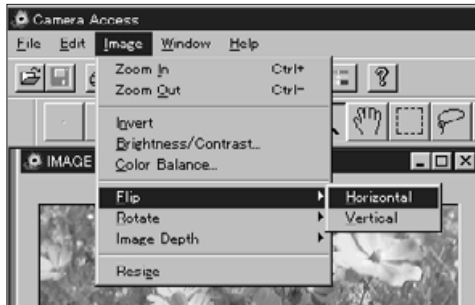 Camera Access
File Edit Image Window Help
Zoom In Ctrl+
Zoom Out Ctrl-
Invert
Brightness/Contrast...
Color Balance...
IMAGE
Flip
Horizontal
Rotate
Vertical
Image Depth
Resize